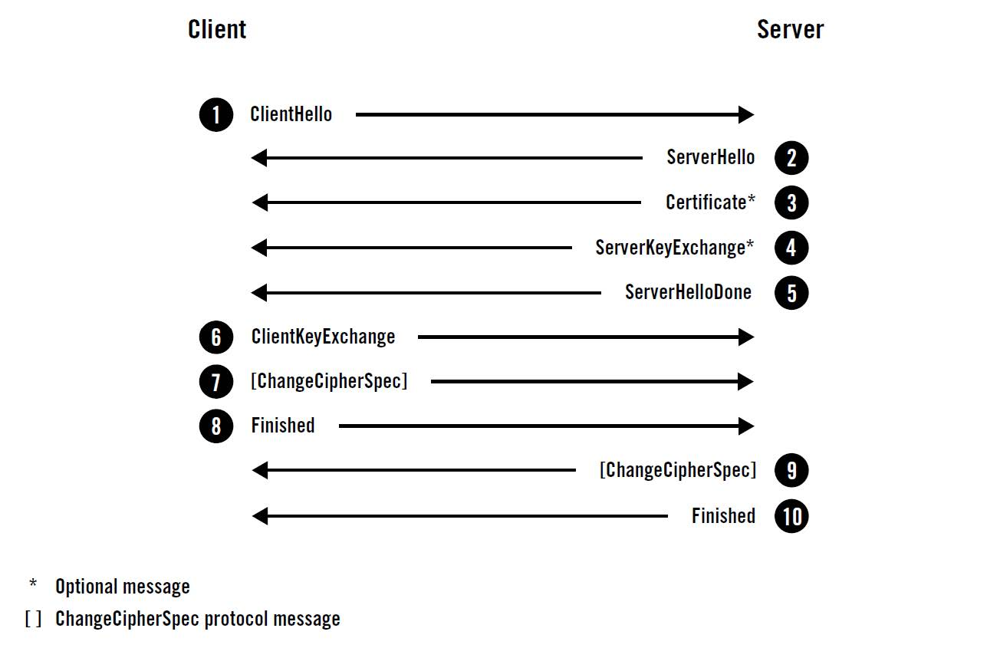 Client Server
1 ClientHello
ServerHello 2
Certificate* 3
ServerKeyExchange* 4
ServerHelloDone 5
6 ClientKeyExchange
7 [ChangeCipherSpec]
8 Finished
[ChangeCipherSpec] 9
Finished 10
* Optional message
[ ] ChangeCipherSpec protocol message